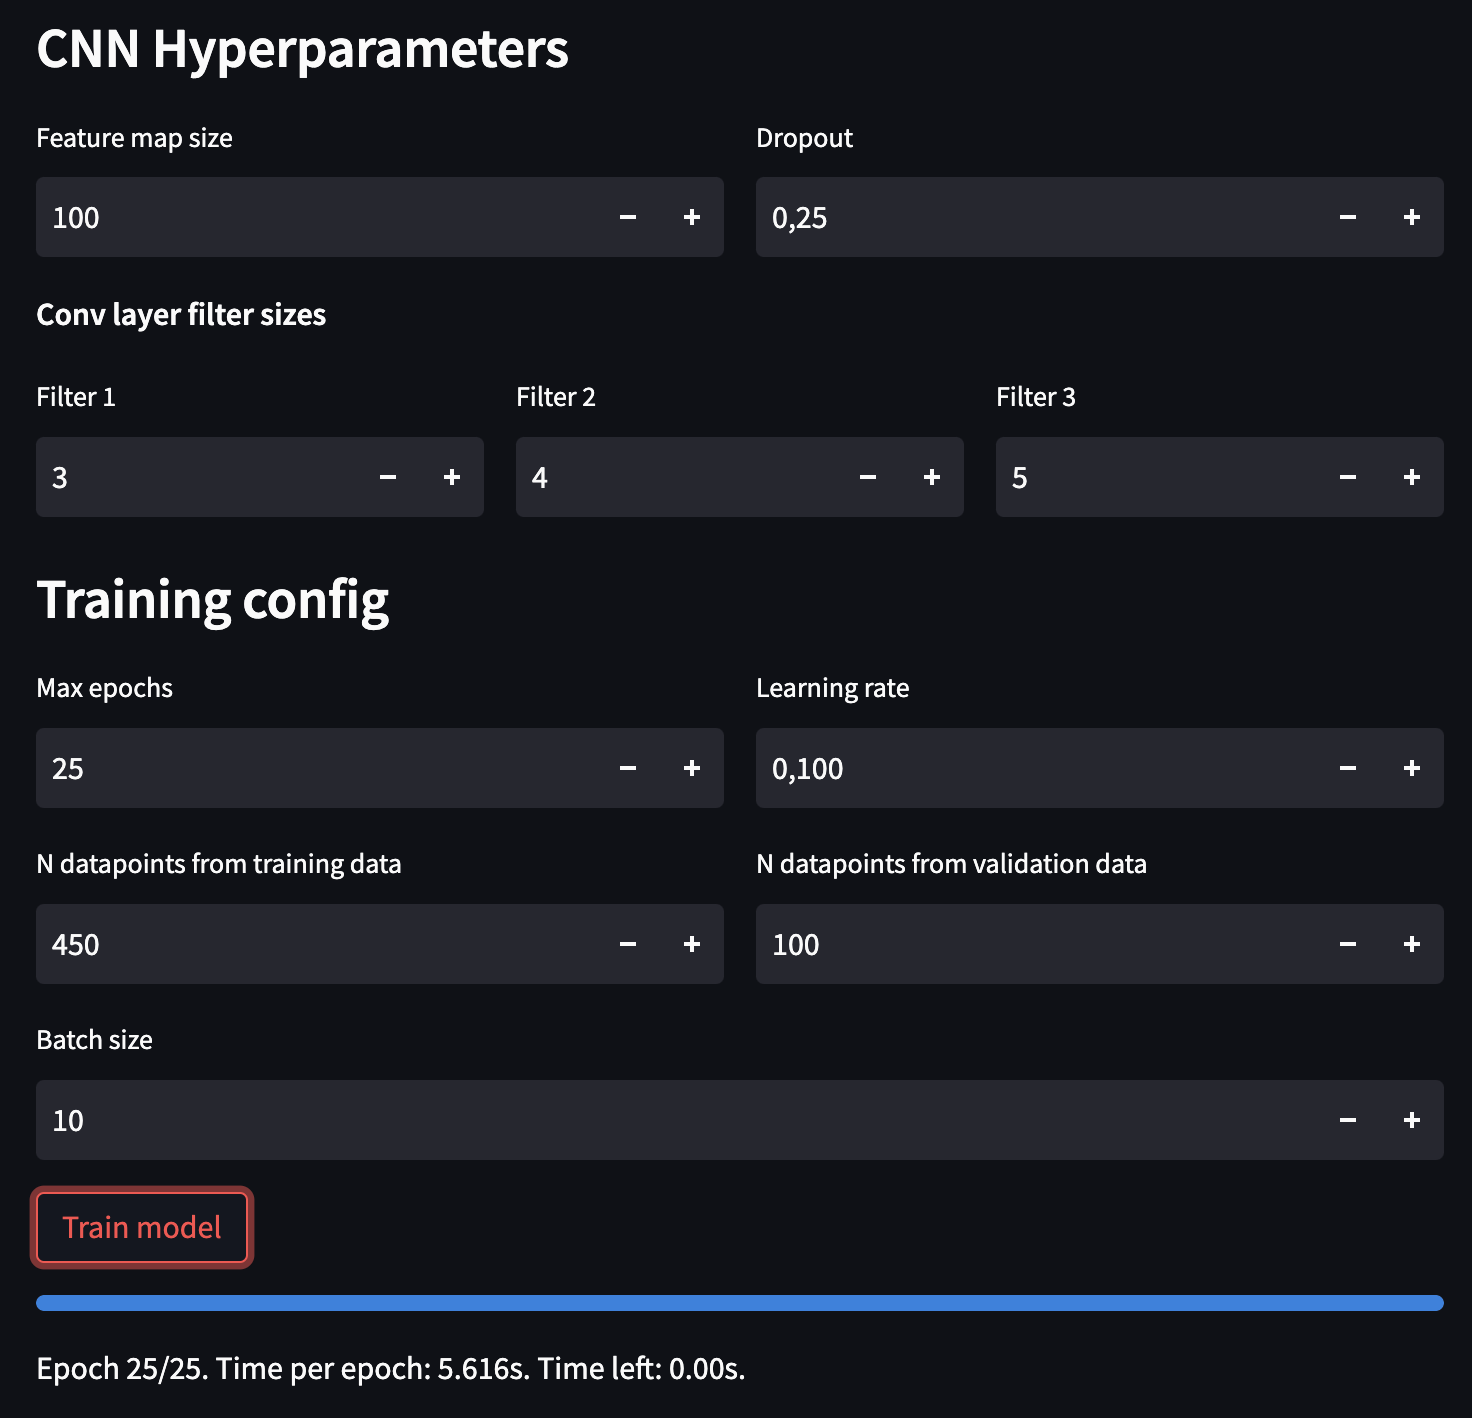 CNN Hyperparameters
Feature map size
Dropout
100
0,25
Conv layer filter sizes
Filter 1
Filter 2
Filter 3
3
4
5
Training config
Max epochs
Learning rate
25
0,100
N datapoints from training data
N datapoints from validation data
450
100
Batch size
10
Train model
Epoch 25/25. Time per epoch: 5.616s. Time left: 0.00s.